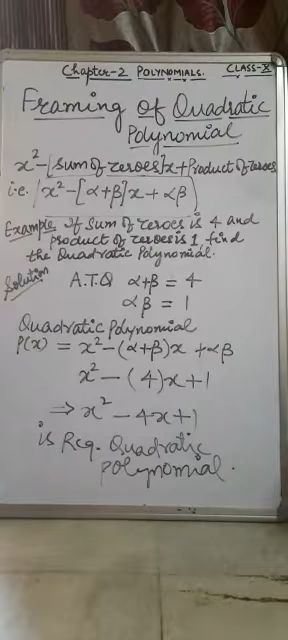 Chapter-2 POLYNOMIALS. CLASS-X
Framing of Quadratic
Polynomial
x²-[sum of zeroes]x+Product of zeroes
i.e. x²-[α+β]x+αβ
Example If Sum of zeroes is 4 and
product of zeroes is 1 find
the Quadratic Polynomial.
Solution A.T.Q α+β = 4
αβ = 1
Quadratic Polynomial
P(x) = x²-(α+β)x+αβ
x²-(4)x+1
⇒ x²-4x+1
is Req. Quadratic
polynomial.